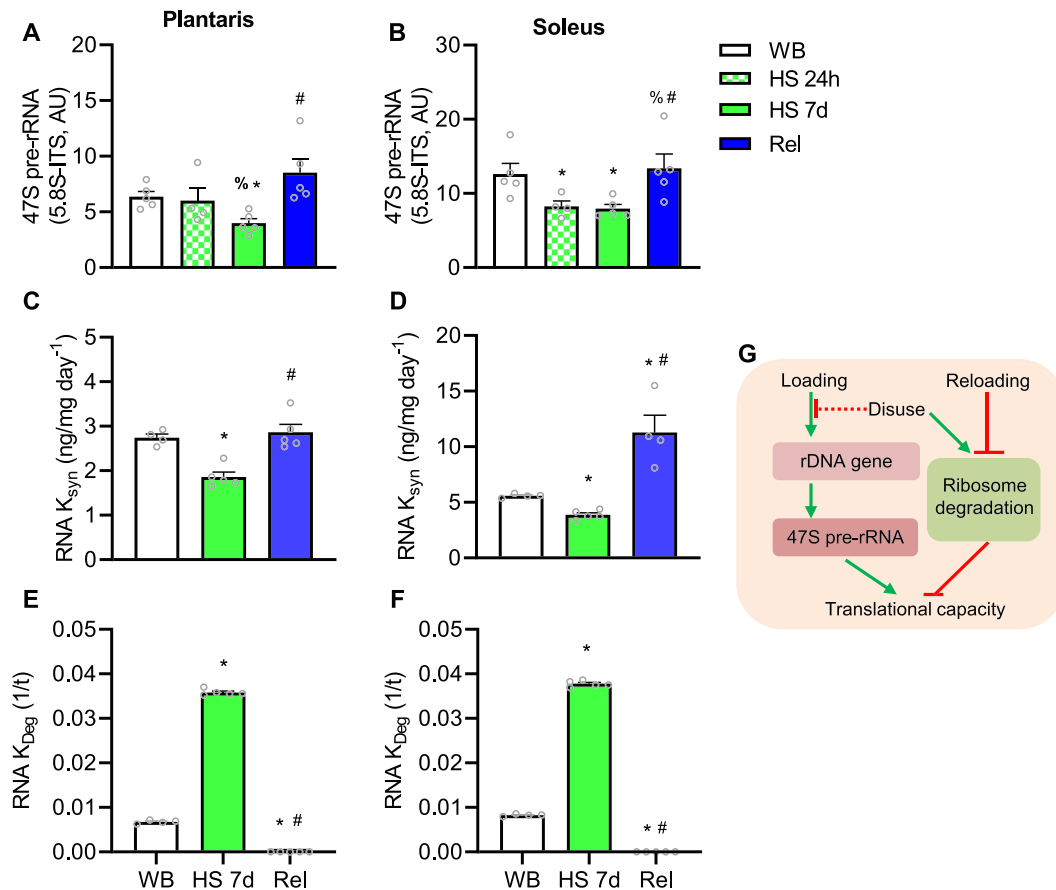 Plantaris
Soleus
A
47S pre-rRNA
(5.8S-ITS, AU)
20
15
10
5
0
% *
#
B
47S pre-rRNA
(5.8S-ITS, AU)
30
20
10
0
*
*
% #
WB
HS 24h
HS 7d
Rel
C
RNA Ksyn (ng/mg day-1)
5
4
3
2
1
0
*
#
D
RNA Ksyn (ng/mg day-1)
20
15
10
5
0
*
* #
E
RNA KDeg (1/t)
0.05
0.04
0.03
0.02
0.01
0.00
*
* #
WB
HS 7d
Rel
F
RNA KDeg (1/t)
0.05
0.04
0.03
0.02
0.01
0.00
*
* #
WB
HS 7d
Rel
G
Loading
Reloading
Disuse
rDNA gene
Ribosome
degradation
47S pre-rRNA
Translational capacity